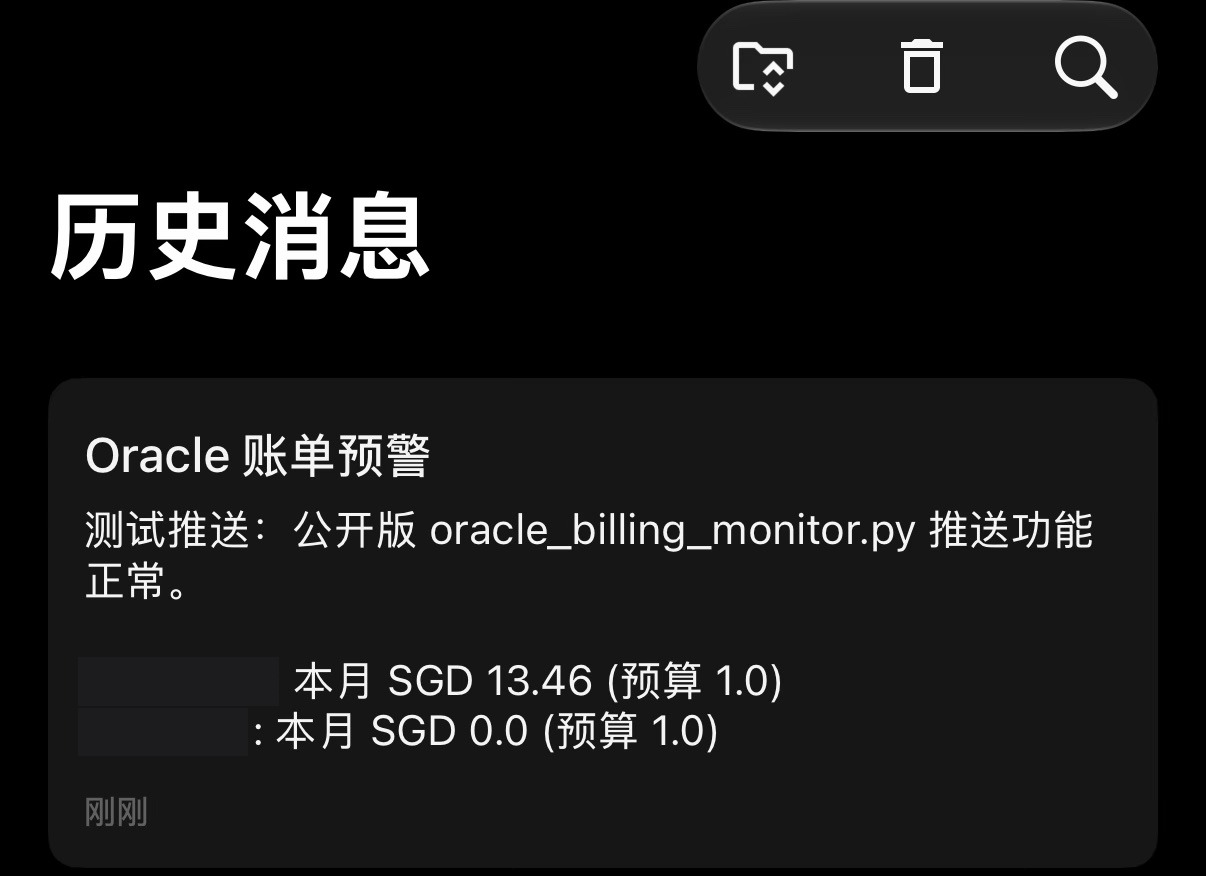 历史消息
Oracle 账单预警
测试推送：公开版 oracle_billing_monitor.py 推送功能
正常。
本月 SGD 13.46 (预算 1.0)
: 本月 SGD 0.0 (预算 1.0)
刚刚